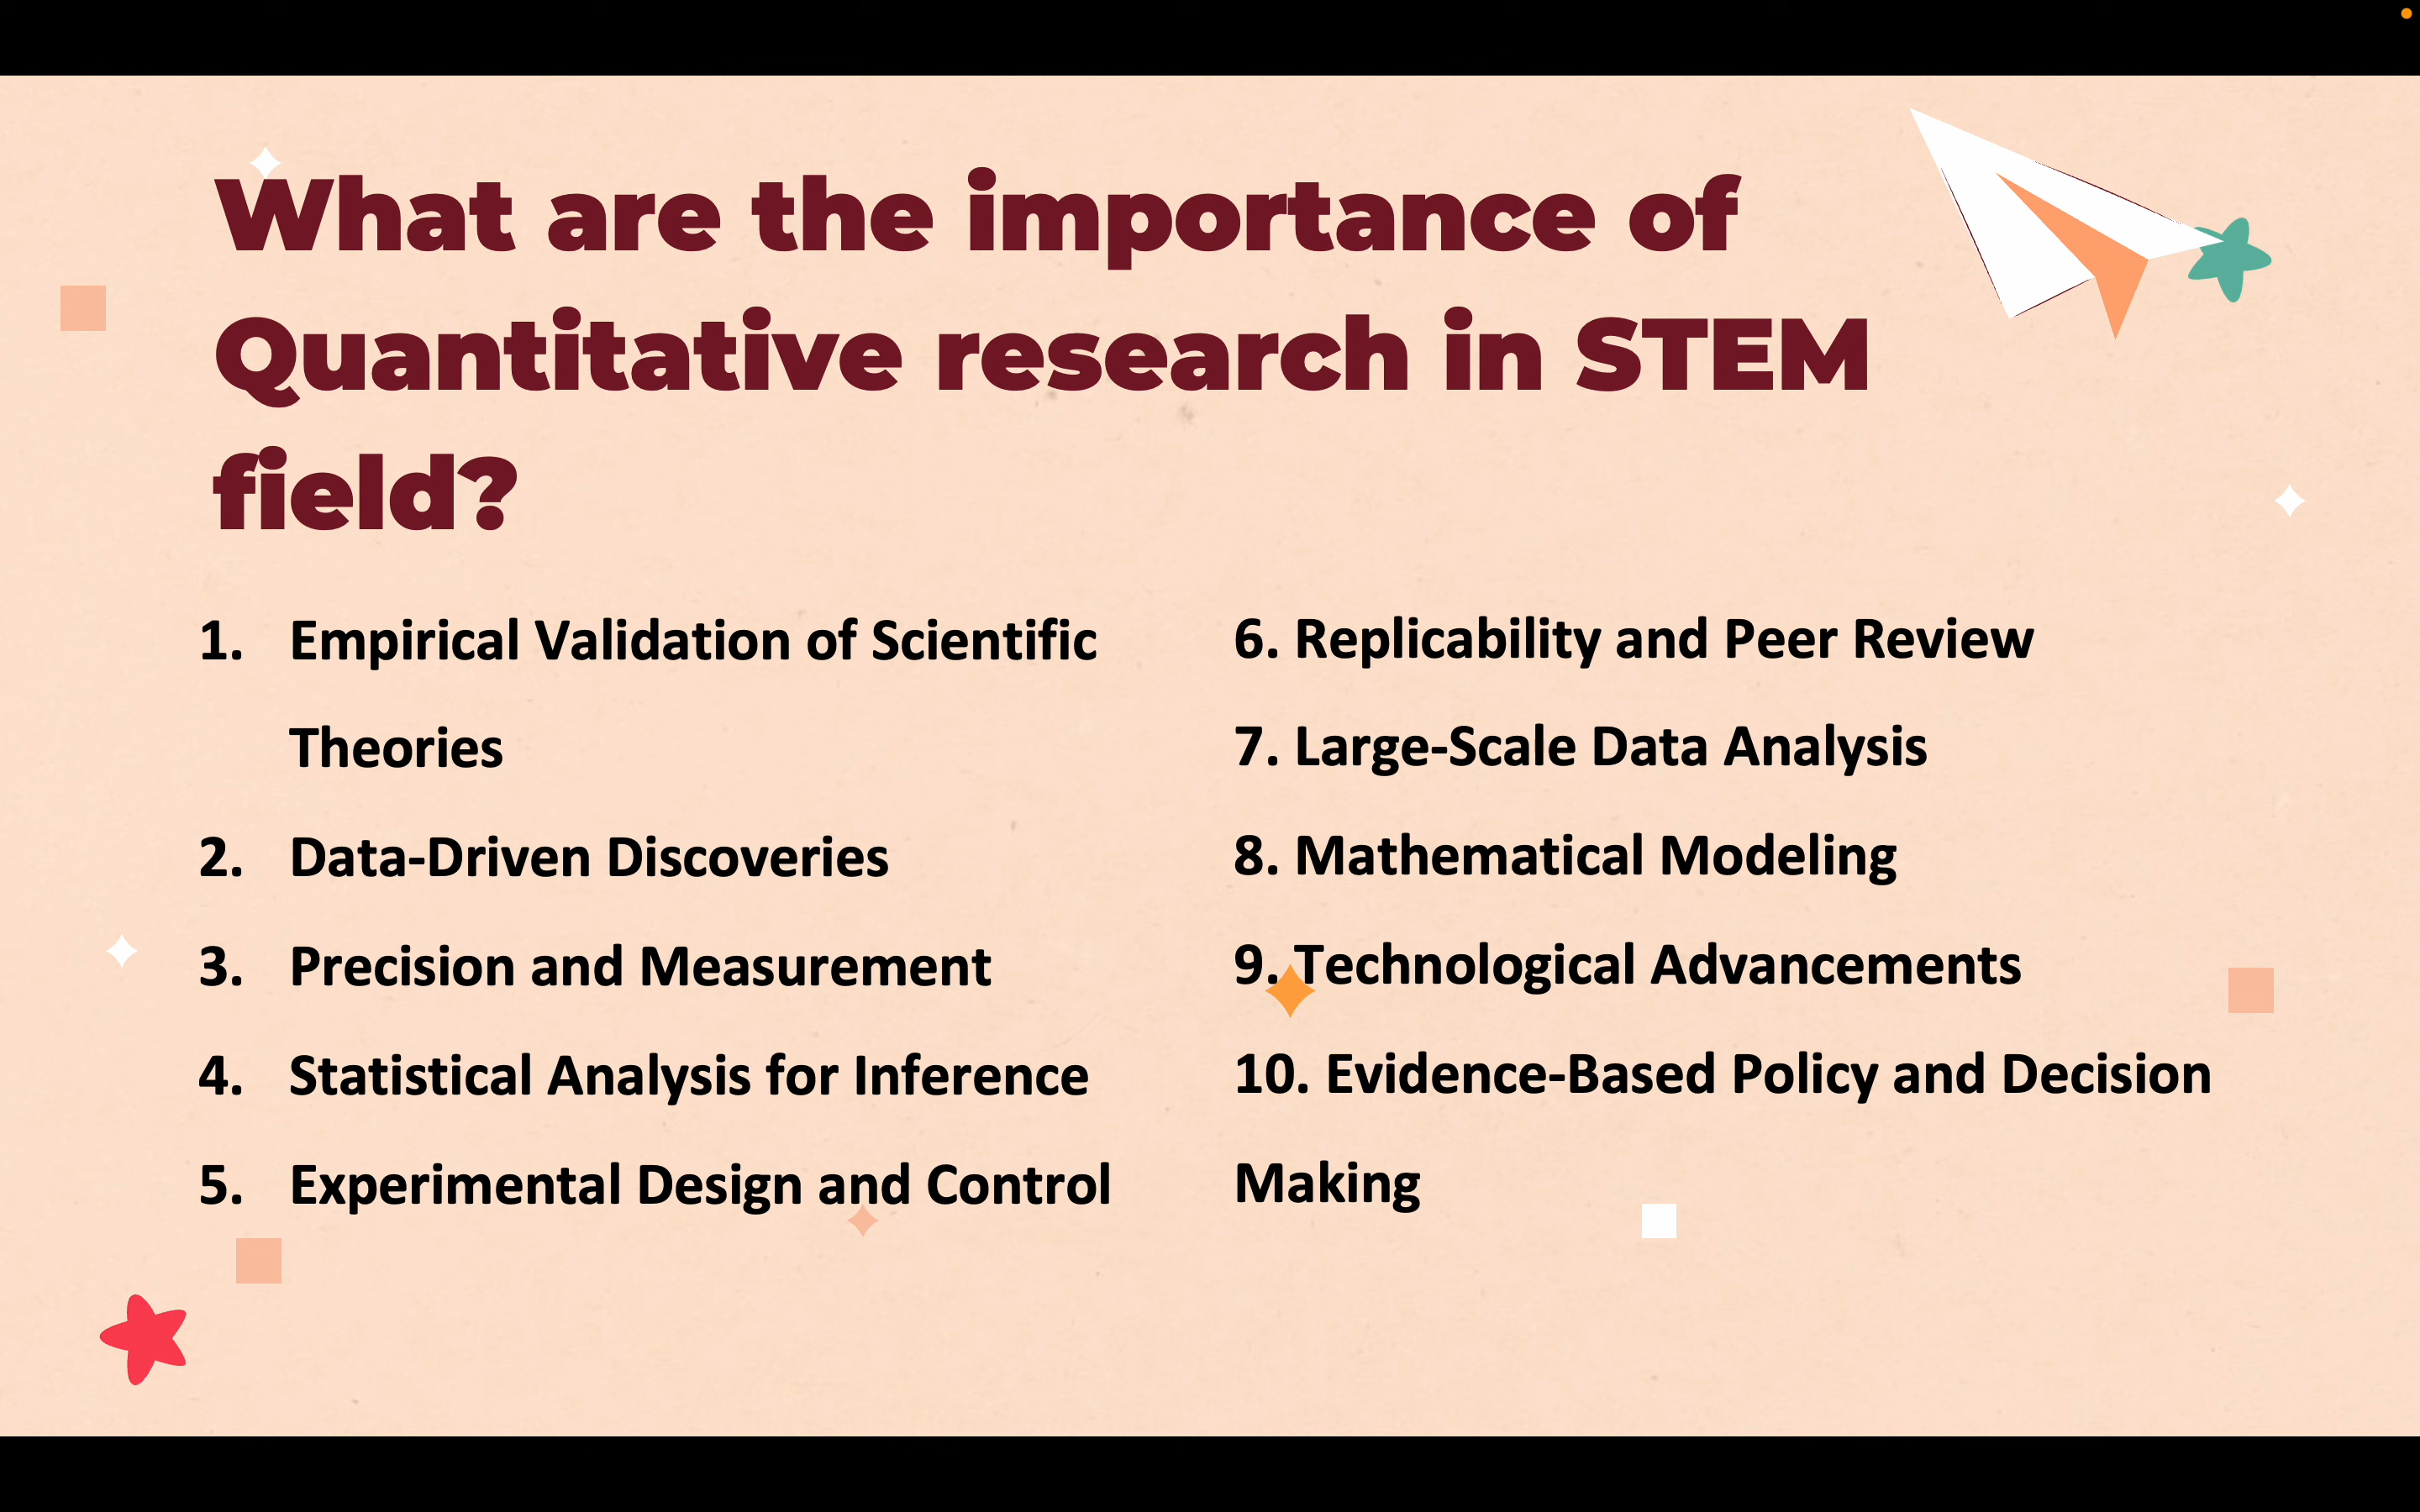 What are the importance of
Quantitative research in STEM
field?
1. Empirical Validation of Scientific
Theories
2. Data-Driven Discoveries
3. Precision and Measurement
4. Statistical Analysis for Inference
5. Experimental Design and Control
6. Replicability and Peer Review
7. Large-Scale Data Analysis
8. Mathematical Modeling
9. Technological Advancements
10. Evidence-Based Policy and Decision
Making